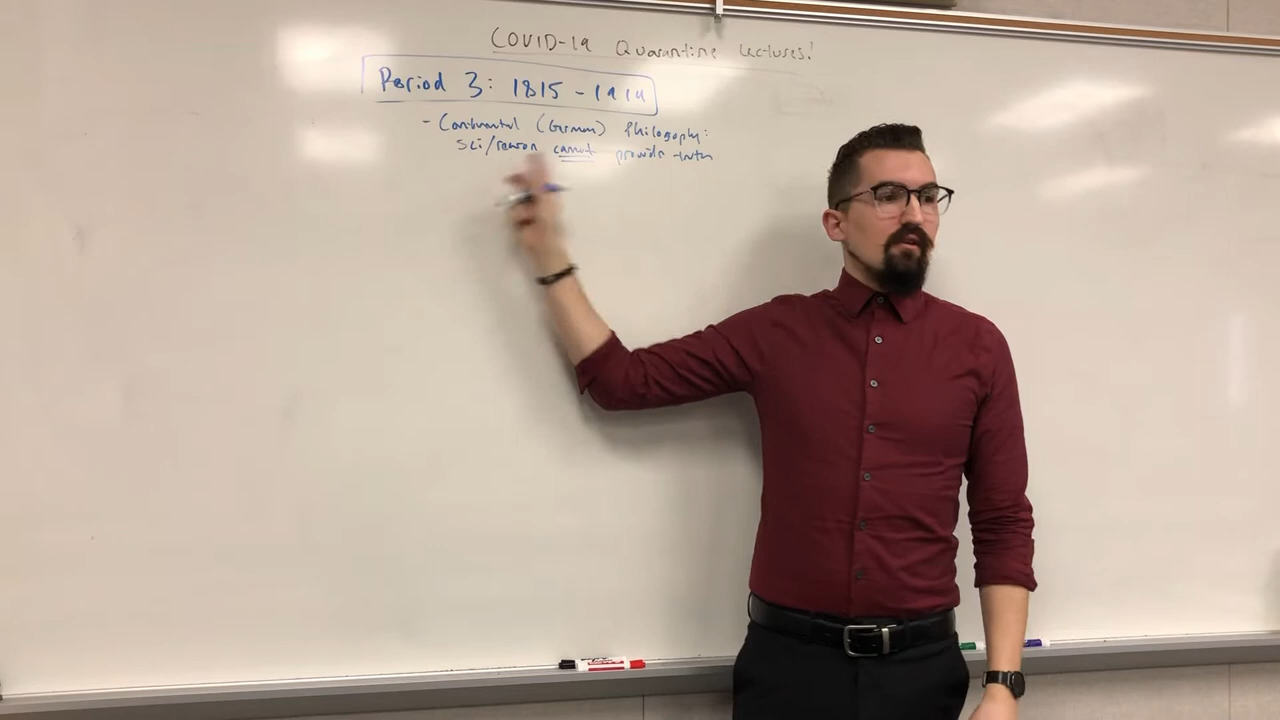 COVID-19 Quarantine Lectures!
Period 3: 1815 - 1914
- Continental (German) Philosophy:
sci/reason cannot provide truth